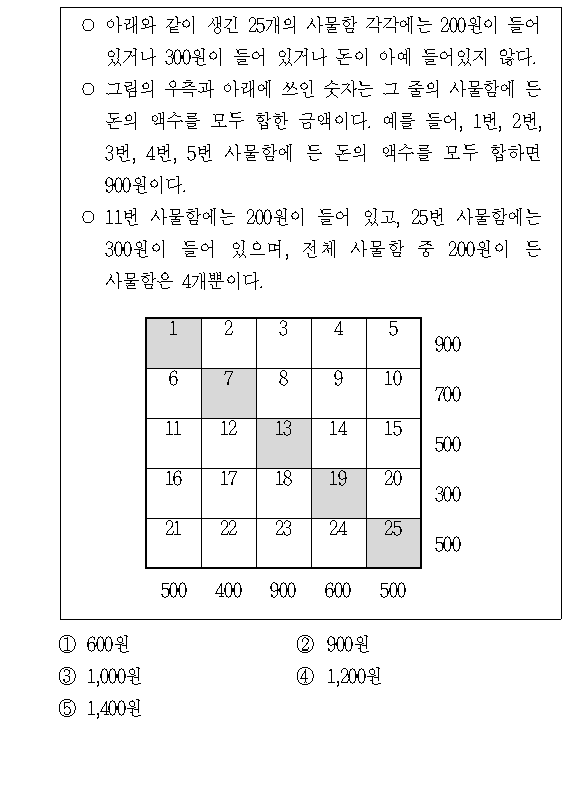 ○ 아래와 같이 생긴 25개의 사물함 각각에는 200원이 들어
있거나 300원이 들어 있거나 돈이 아예 들어있지 않다.
○ 그림의 우측과 아래에 쓰인 숫자는 그 줄의 사물함에 든
돈의 액수를 모두 합한 금액이다. 예를 들어, 1번, 2번,
3번, 4번, 5번 사물함에 든 돈의 액수를 모두 합하면
900원이다.
○ 11번 사물함에는 200원이 들어 있고, 25번 사물함에는
300원이 들어 있으며, 전체 사물함 중 200원이 든
사물함은 4개뿐이다.
1 2 3 4 5 900
6 7 8 9 10 700
11 12 13 14 15 500
16 17 18 19 20 300
21 22 23 24 25 500
500 400 900 600 500
① 600원 ② 900원
③ 1,000원 ④ 1,200원
⑤ 1,400원